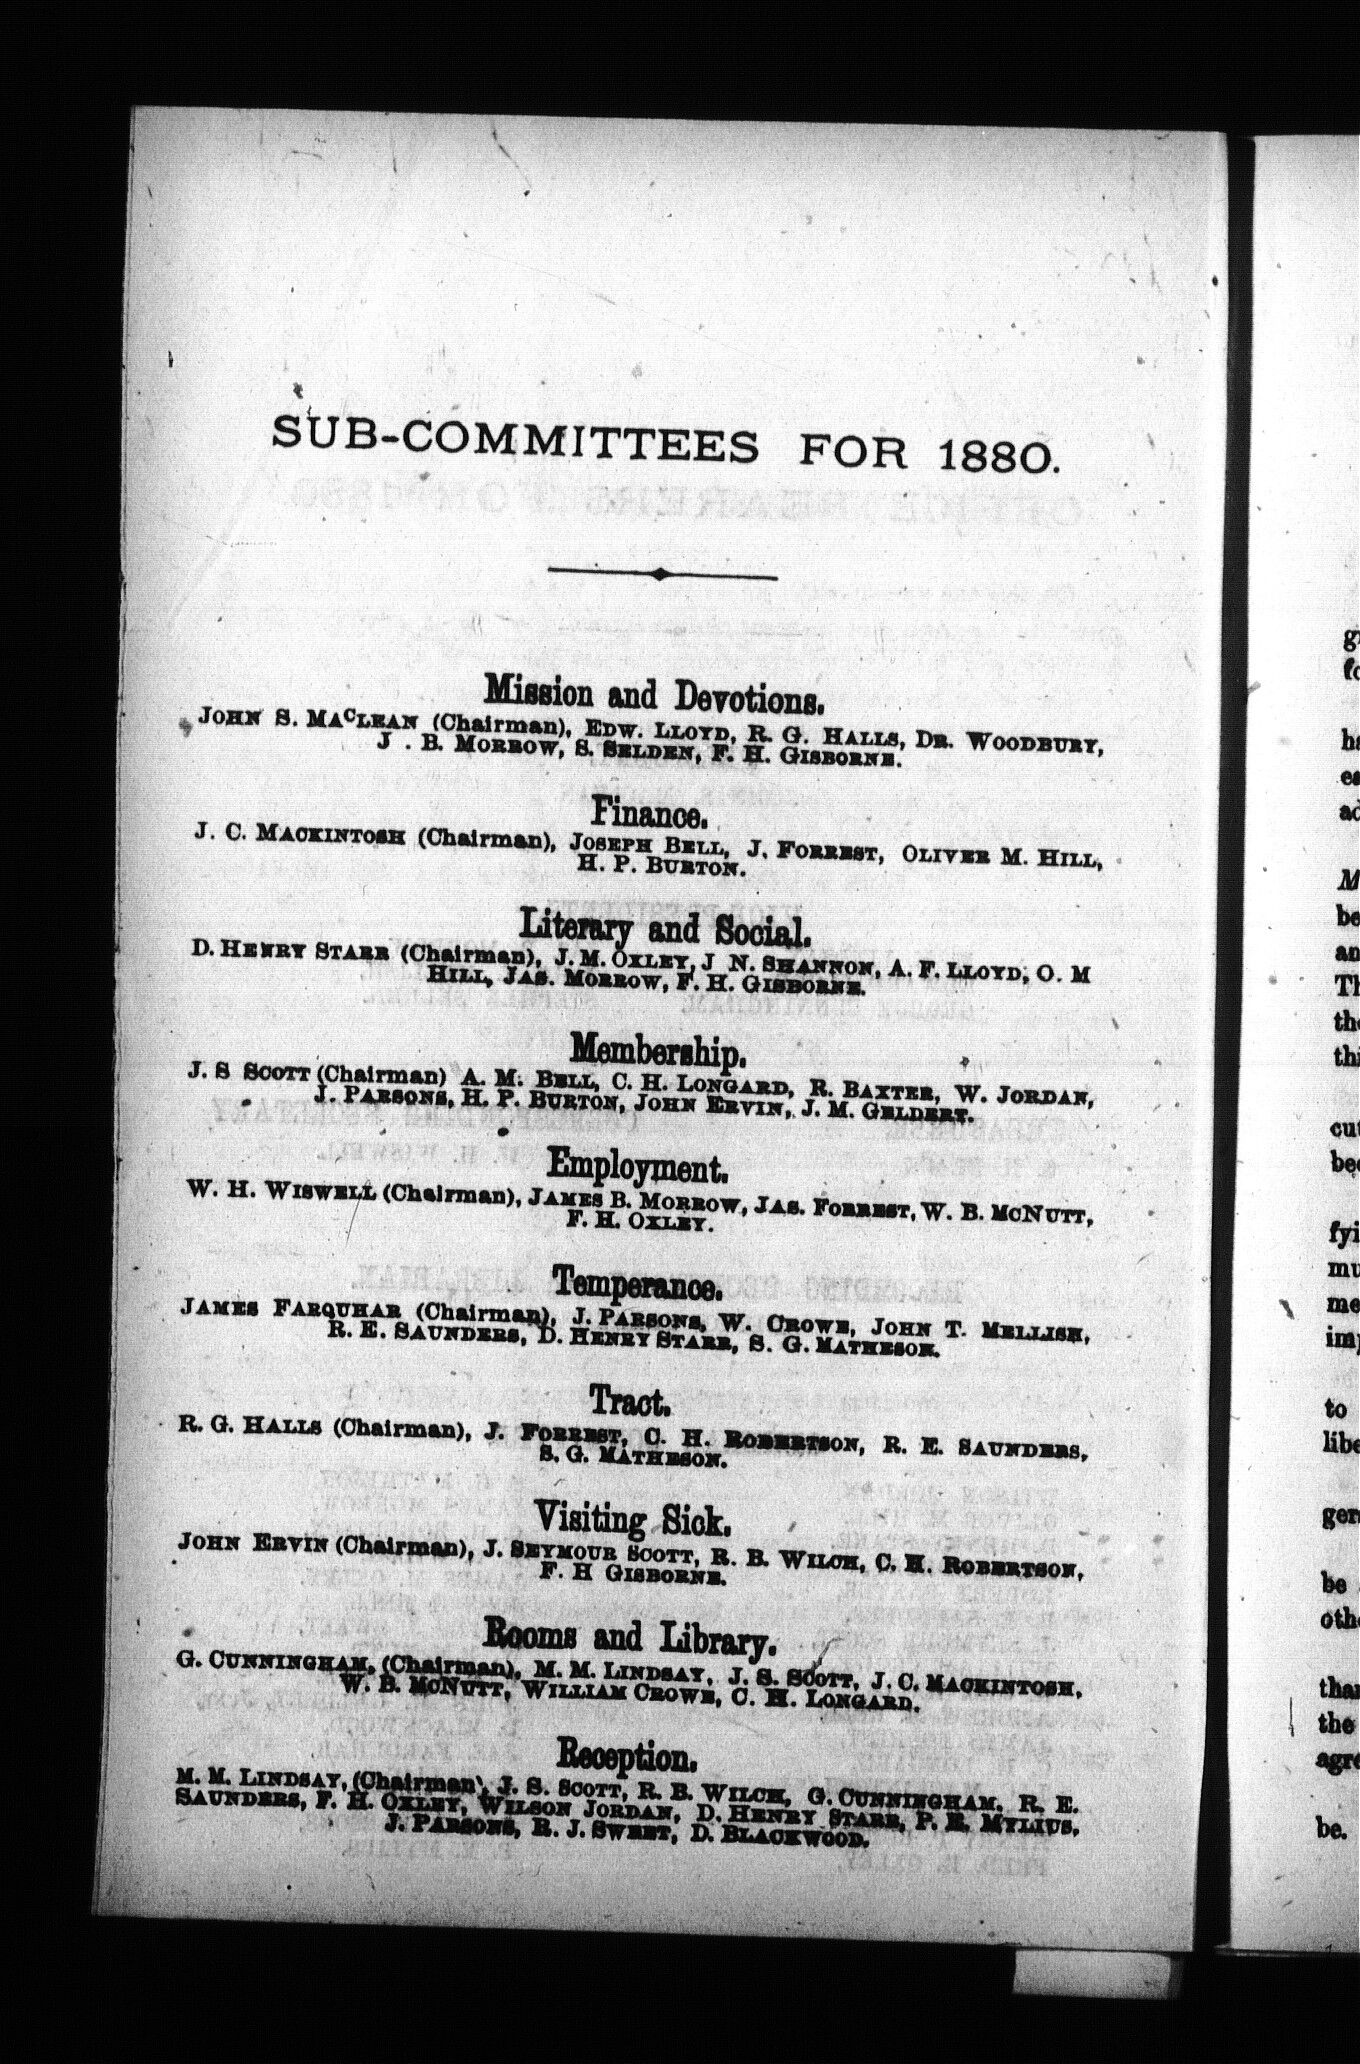 SUB-COMMITTEES FOR 1880.
Mission and Devotions.
JOHN S. MACLEAN (Chairman), EDW. LLOYD, R. G. HALLS, DR. WOODBURY,
J . B. MORROW, S. SELDEN, F. H. GISBORNE.
Finance.
J. C. MACKINTOSH (Chairman), JOSEPH BELL, J. FORREST, OLIVER M. HILL,
H. P. BURTON.
Literary and Social.
D. HENRY STARR (Chairman), J. M. OXLEY, J N. SHANNON, A. F. LLOYD, O. M
HILL, JAS. MORROW, F. H. GISBORNE.
Membership.
J. S SCOTT (Chairman) A. M. BELL, C. H. LONGARD, R. BAXTER, W. JORDAN,
J. PARSONS, H. P. BURTON, JOHN ERVIN, J. M. GELDERT.
Employment.
W. H. WISWELL (Chairman), JAMES B. MORROW, JAS. FORREST, W. B. MCNUTT,
F. H. OXLEY.
Temperance.
JAMES FARQUHAR (Chairman), J. PARSONS, W. CROWE, JOHN T. MELLISH,
R. E. SAUNDERS, D. HENRY STARR, S. G. MATHESON.
Tract.
R. G. HALLS (Chairman), J. FORREST, C. H. ROBERTSON, R. E. SAUNDERS,
S. G. MATHESON.
Visiting Sick.
JOHN ERVIN (Chairman), J. SEYMOUR SCOTT, R. B. WILCH, C. H. ROBERTSON,
F. H GISBORNE.
Rooms and Library.
G. CUNNINGHAM, (Chairman), M. M. LINDSAY, J. S. SCOTT, J. C. MACKINTOSH,
W. B. MCNUTT, WILLIAM CROWE, C. H. LONGARD.
Reception.
M. M. LINDSAY, (Chairman), J. S. SCOTT, R. B. WILCH, G. CUNNINGHAM, R. E.
SAUNDERS, F. H. OXLEY, WILSON JORDAN, D. HENRY STARR, P. E. MYLIUS,
J. PARSONS, R. J. SWEET, D. BLACKWOOD.